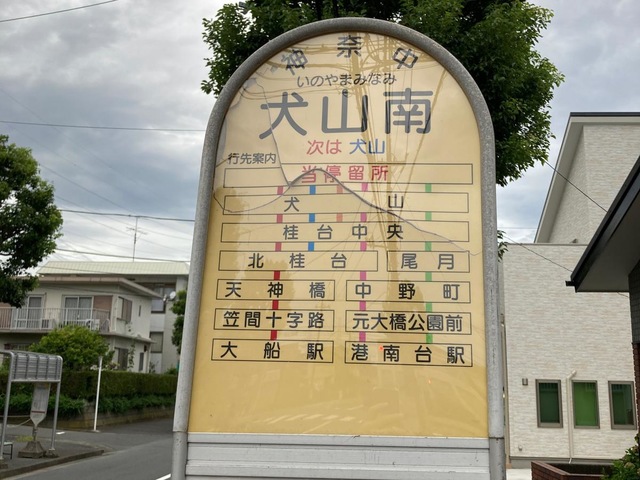 神奈中
いのやまみなみ
犬山南
次は 犬山
行先案内
当停留所
犬山
桂台中央
北桂台 尾月
天神橋 中野町
笠間十字路 元大橋公園前
大船駅 港南台駅